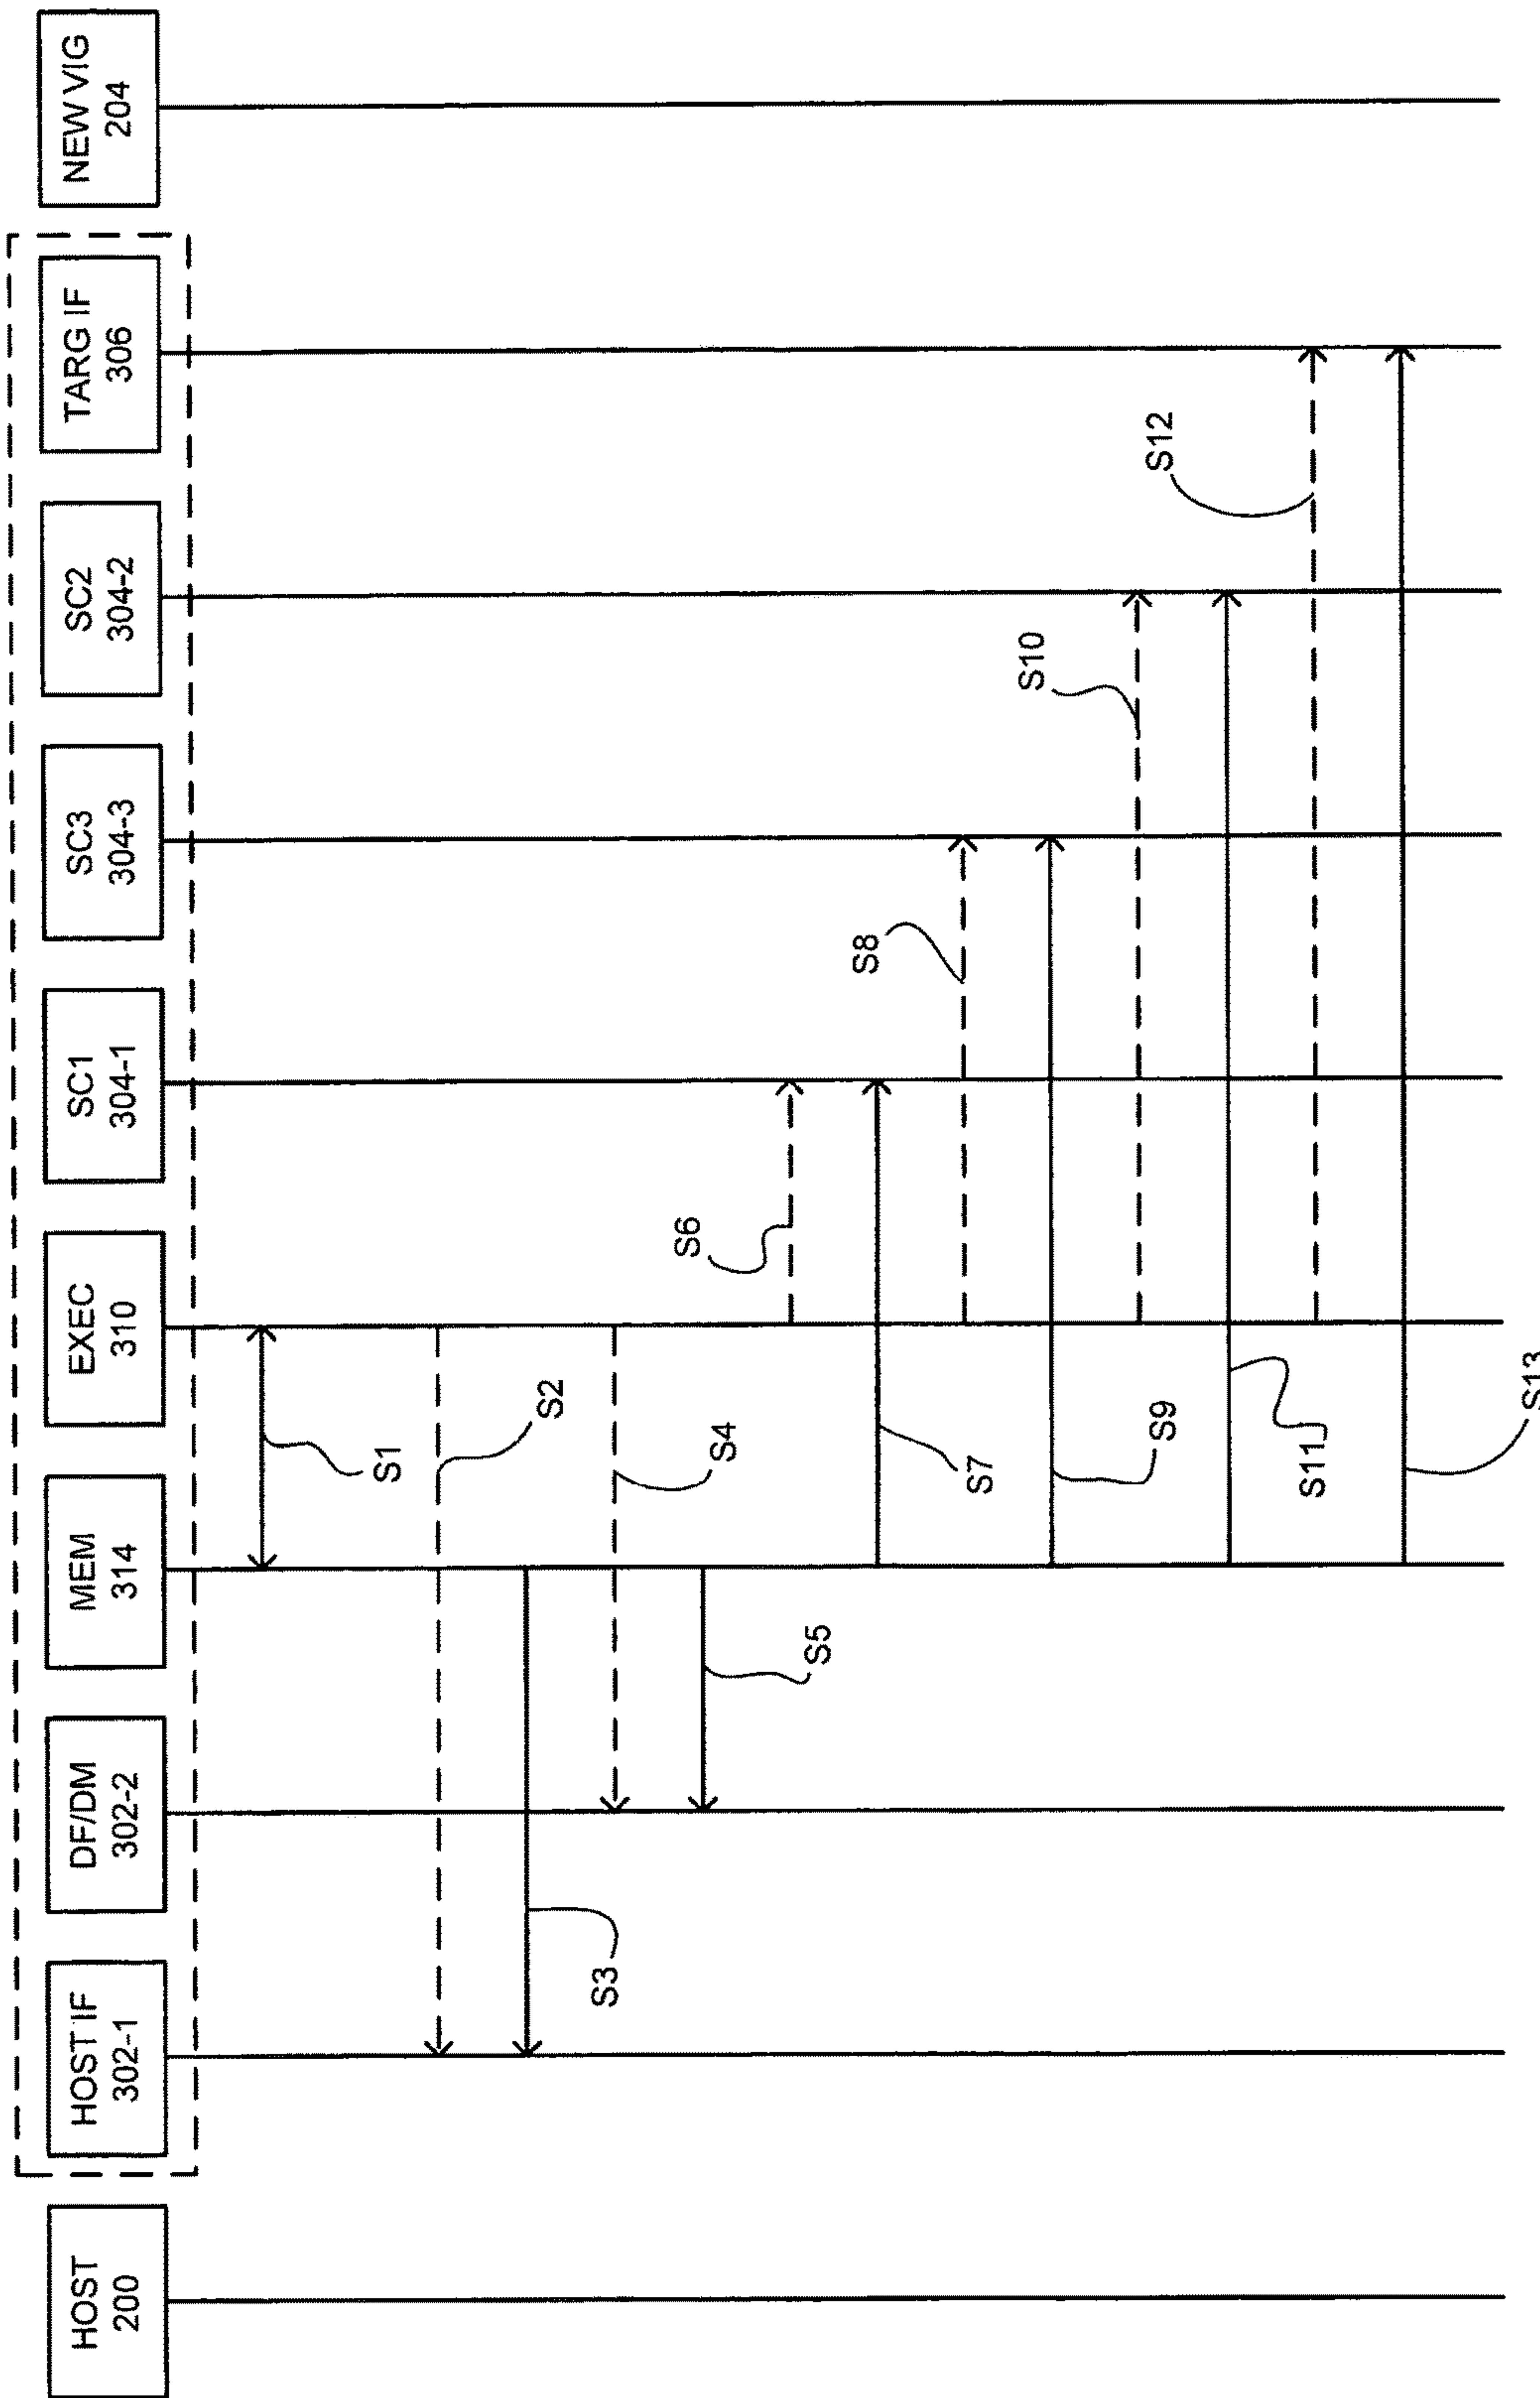 HOST
200
HOST IF
302-1
DF/DM
302-2
MEM
314
EXEC
310
SC1
304-1
SC3
304-3
SC2
304-2
TARG IF
306
NEW VIG
204
S1
S2
S3
S4
S5
S6
S7
S8
S9
S10
S11
S12
S13